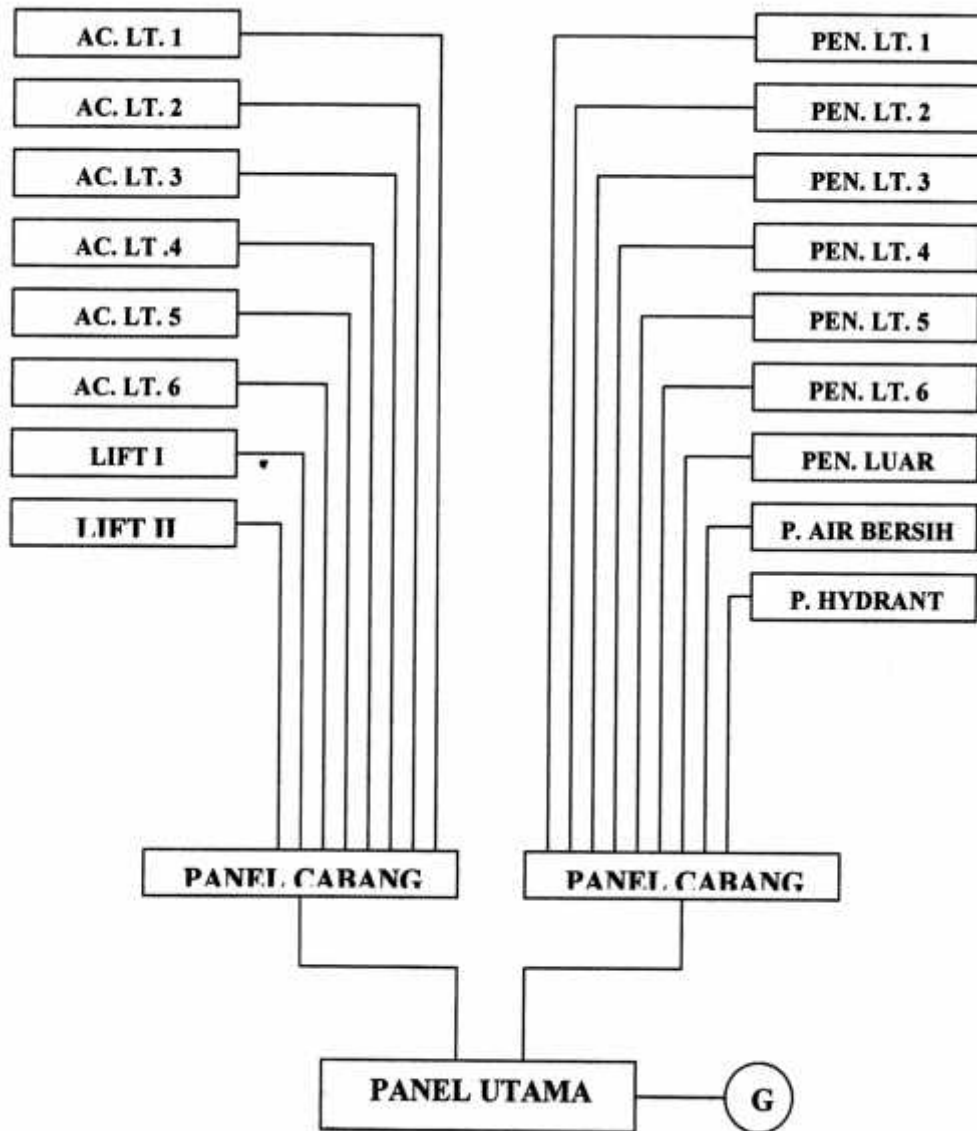 AC. LT. 1
AC. LT. 2
AC. LT. 3
AC. LT .4
AC. LT. 5
AC. LT. 6
LIFT I
LIFT II
PEN. LT. 1
PEN. LT. 2
PEN. LT. 3
PEN. LT. 4
PEN. LT. 5
PEN. LT. 6
PEN. LUAR
P. AIR BERSIH
P. HYDRANT
PANEL CABANG
PANEL CABANG
PANEL UTAMA
G